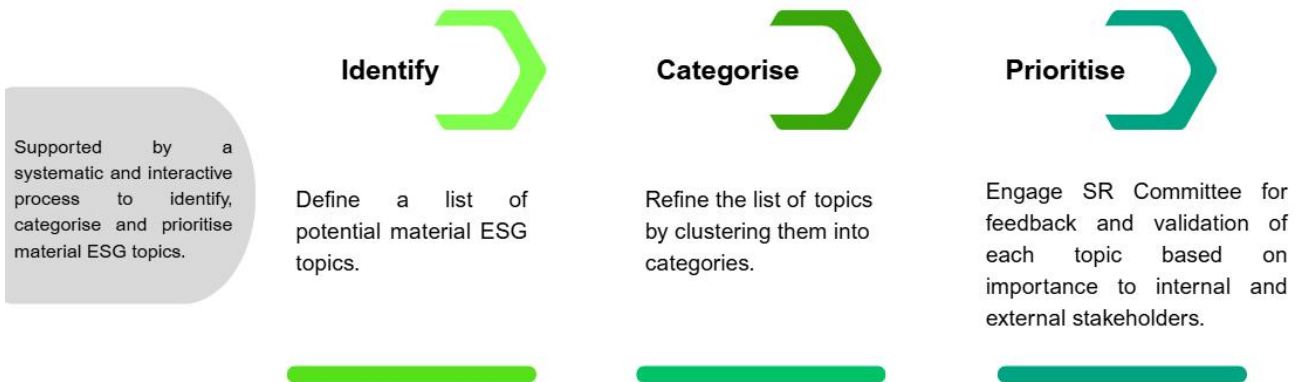 Supported by a
systematic and interactive
process to identify,
categorise and prioritise
material ESG topics.
Identify
Define a list of
potential material ESG
topics.
Categorise
Refine the list of topics
by clustering them into
categories.
Prioritise
Engage SR Committee for
feedback and validation of
each topic based on
importance to internal and
external stakeholders.